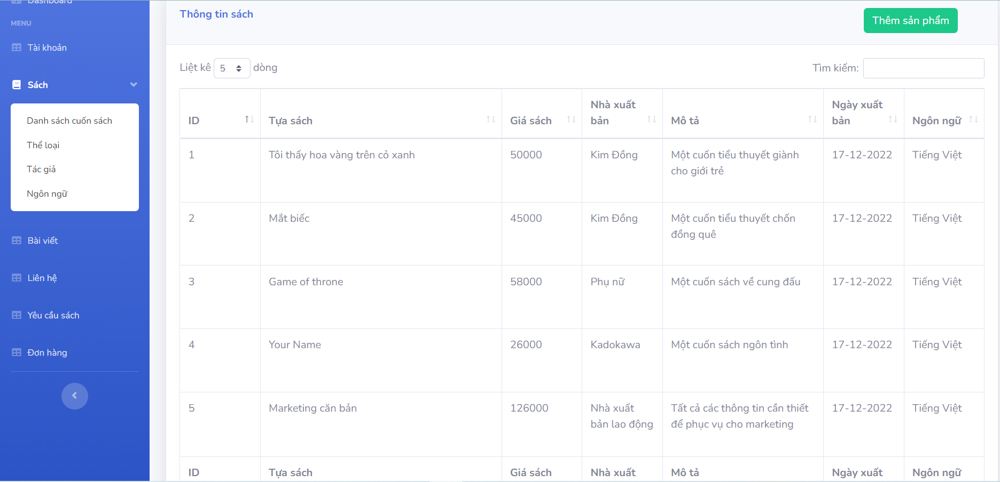 Dashboard
MENU
Tài khoản
Sách
Danh sách cuốn sách
Thể loại
Tác giả
Ngôn ngữ
Bài viết
Liên hệ
Yêu cầu sách
Đơn hàng
Thông tin sách
Thêm sản phẩm
Liệt kê 5 dòng
Tìm kiếm:
ID Tựa sách Giá sách Nhà xuất bản Mô tả Ngày xuất bản Ngôn ngữ
1 Tôi thấy hoa vàng trên cỏ xanh 50000 Kim Đồng Một cuốn tiểu thuyết giành 17-12-2022 Tiếng Việt
cho giới trẻ
2 Mắt biếc 45000 Kim Đồng Một cuốn tiểu thuyết chốn 17-12-2022 Tiếng Việt
đồng quê
3 Game of throne 58000 Phụ nữ Một cuốn sách về cung đấu 17-12-2022 Tiếng Việt
4 Your Name 26000 Kadokawa Một cuốn sách ngôn tình 17-12-2022 Tiếng Việt
5 Marketing căn bản 126000 Nhà xuất Tất cả các thông tin cần thiết 17-12-2022 Tiếng Việt
bản lao động để phục vụ cho marketing
ID Tựa sách Giá sách Nhà xuất Mô tả Ngày xuất Ngôn ngữ